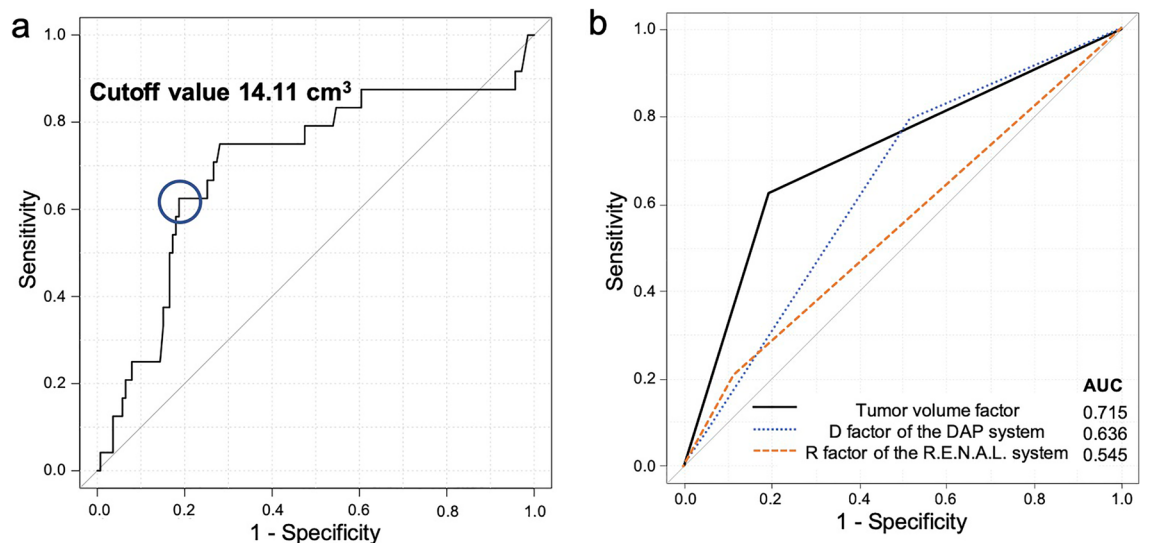 a
Cutoff value 14.11 cm³
1.0
0.8
0.6
0.4
0.2
0.0
Sensitivity
0.0 0.2 0.4 0.6 0.8 1.0
1 - Specificity
b
1.0
0.8
0.6
0.4
0.2
0.0
Sensitivity
AUC
Tumor volume factor 0.715
D factor of the DAP system 0.636
R factor of the R.E.N.A.L. system 0.545
0.0 0.2 0.4 0.6 0.8 1.0
1 - Specificity